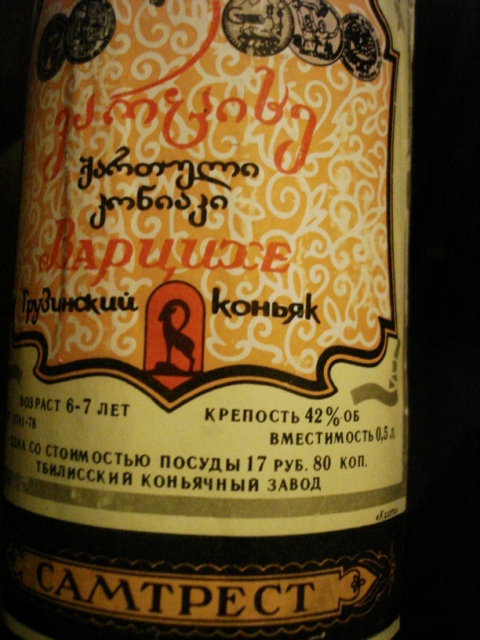 ვარციხე
ქართული
კონიაკი
Варцихе
Грузинский коньяк
ВОЗРАСТ 6-7 ЛЕТ
КРЕПОСТЬ 42% ОБ
ВМЕСТИМОСТЬ 0,5 л
ЦЕНА СО СТОИМОСТЬЮ ПОСУДЫ 17 РУБ. 80 КОП.
ТБИЛИССКИЙ КОНЬЯЧНЫЙ ЗАВОД
САМТРЕСТ